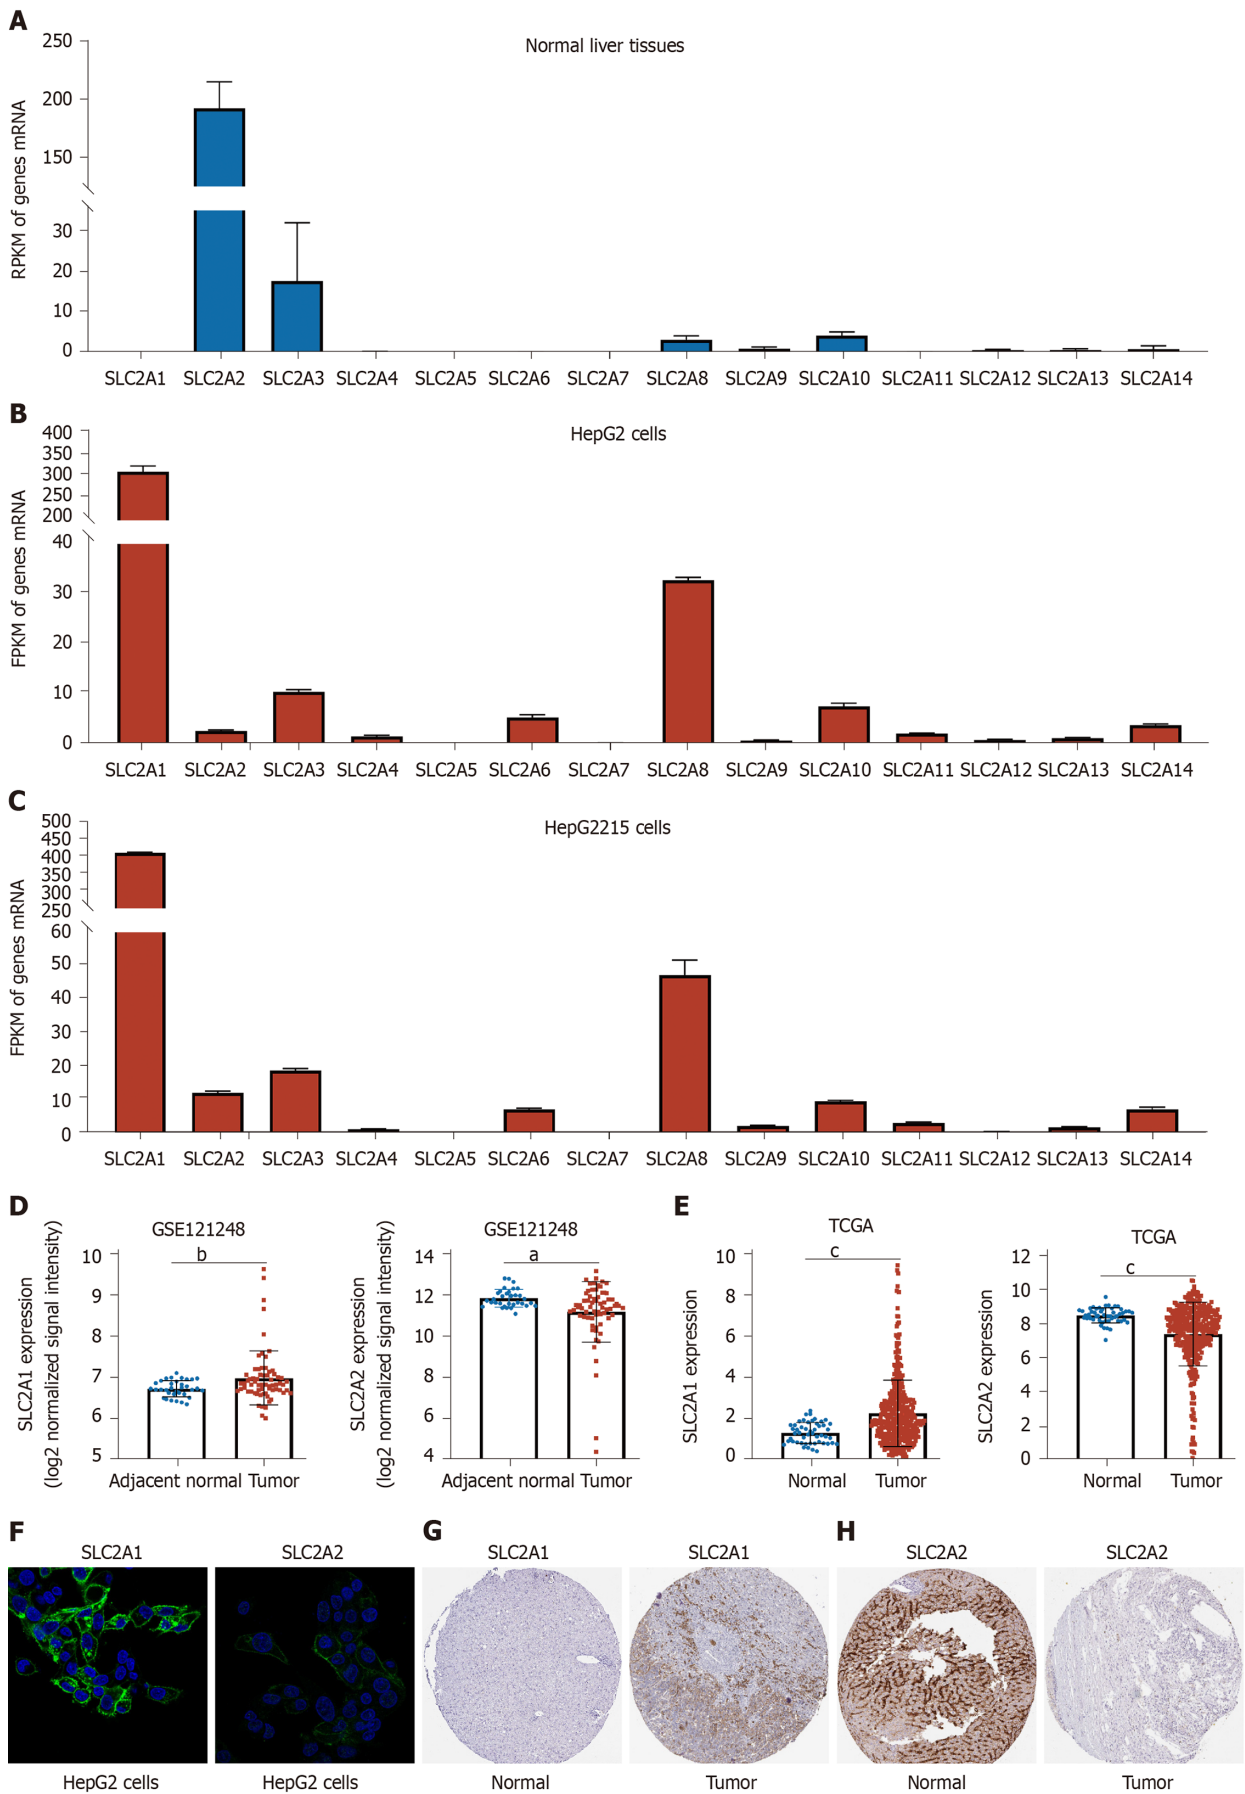 A
Normal liver tissues
RPKM of genes mRNA
250
200
150
30
20
10
0
SLC2A1 SLC2A2 SLC2A3 SLC2A4 SLC2A5 SLC2A6 SLC2A7 SLC2A8 SLC2A9 SLC2A10 SLC2A11 SLC2A12 SLC2A13 SLC2A14
B
HepG2 cells
FPKM of genes mRNA
400
350
300
250
200
40
30
20
10
0
SLC2A1 SLC2A2 SLC2A3 SLC2A4 SLC2A5 SLC2A6 SLC2A7 SLC2A8 SLC2A9 SLC2A10 SLC2A11 SLC2A12 SLC2A13 SLC2A14
C
HepG2215 cells
FPKM of genes mRNA
500
450
400
350
300
250
60
50
40
30
20
10
0
SLC2A1 SLC2A2 SLC2A3 SLC2A4 SLC2A5 SLC2A6 SLC2A7 SLC2A8 SLC2A9 SLC2A10 SLC2A11 SLC2A12 SLC2A13 SLC2A14
D
GSE121248
SLC2A1 expression
(log2 normalized signal intensity)
10
9
8
7
6
5
b
Adjacent normal Tumor
GSE121248
SLC2A2 expression
(log2 normalized signal intensity)
14
12
10
8
6
4
a
Adjacent normal Tumor
E
TCGA
SLC2A1 expression
10
8
6
4
2
0
c
Normal Tumor
TCGA
SLC2A2 expression
12
10
8
6
4
2
0
c
Normal Tumor
F
SLC2A1 SLC2A2
HepG2 cells HepG2 cells
G
SLC2A1 SLC2A1
Normal Tumor
H
SLC2A2 SLC2A2
Normal Tumor